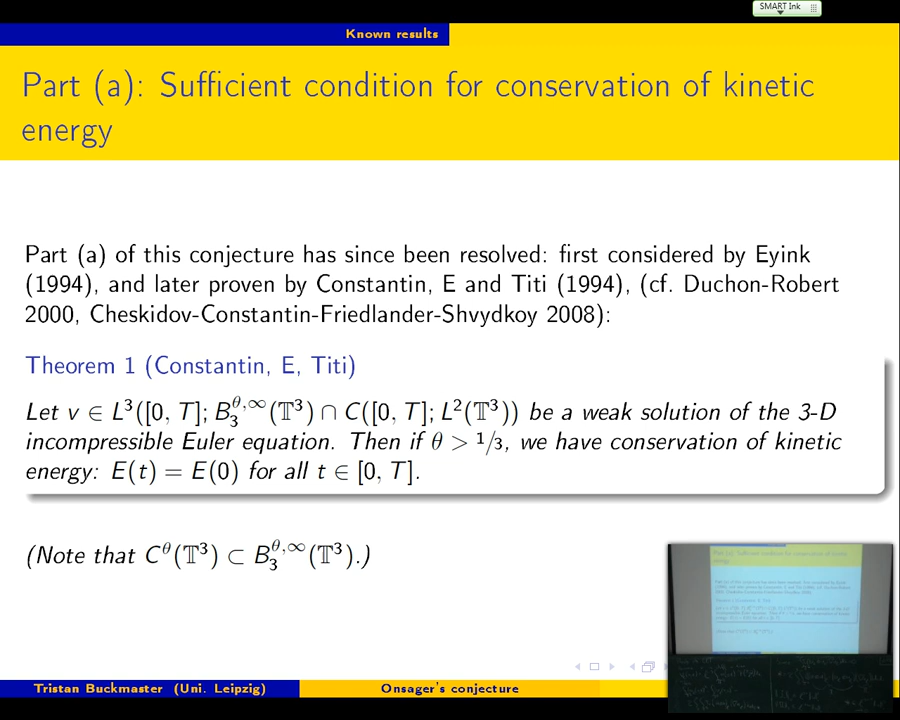 SMART Ink
Known results
Part (a): Sufficient condition for conservation of kinetic
energy
Part (a) of this conjecture has since been resolved: first considered by Eyink
(1994), and later proven by Constantin, E and Titi (1994), (cf. Duchon-Robert
2000, Cheskidov-Constantin-Friedlander-Shvydkoy 2008):
Theorem 1 (Constantin, E, Titi)
Let v ∈ L³([0, T]; B₃^{θ,∞}(𝕋³) ∩ C([0, T]; L²(𝕋³)) be a weak solution of the 3-D
incompressible Euler equation. Then if θ > 1/3, we have conservation of kinetic
energy: E(t) = E(0) for all t ∈ [0, T].
(Note that C^θ(𝕋³) ⊂ B₃^{θ,∞}(𝕋³).)
Tristan Buckmaster (Uni. Leipzig)
Onsager's conjecture